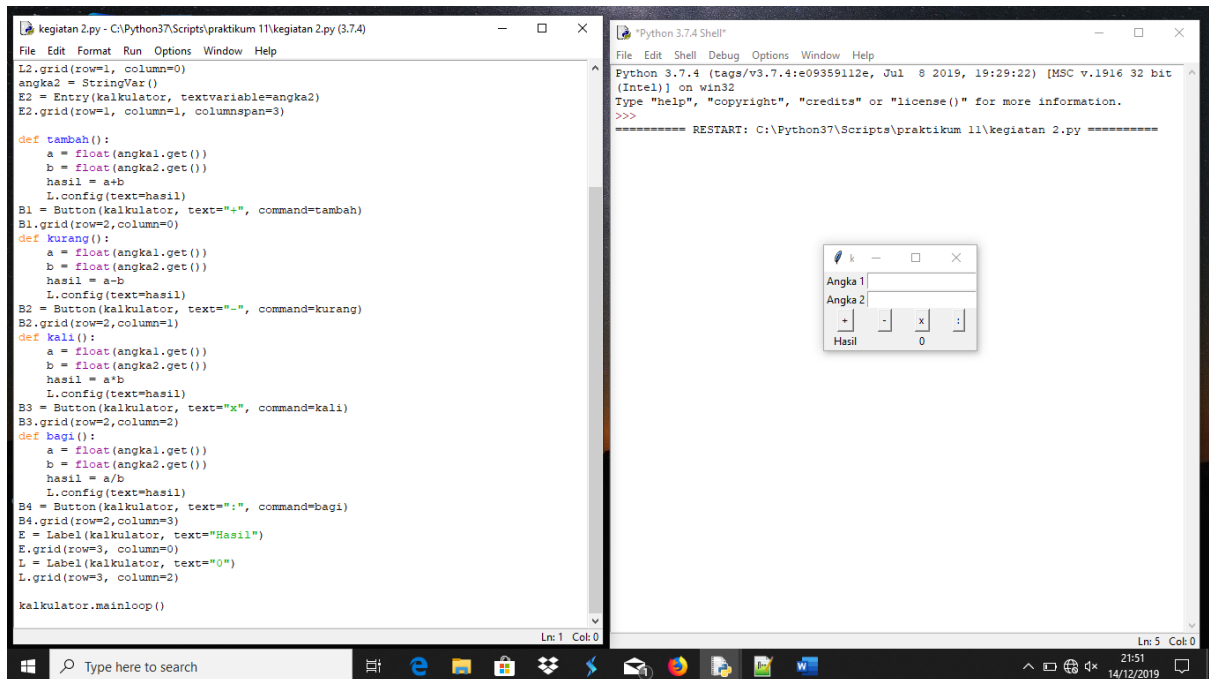 kegiatan 2.py - C:\Python37\Scripts\praktikum 11\kegiatan 2.py (3.7.4)
File Edit Format Run Options Window Help
L2.grid(row=1, column=0)
angka2 = StringVar()
E2 = Entry(kalkulator, textvariable=angka2)
E2.grid(row=1, column=1, columnspan=3)
def tambah():
    a = float(angka1.get())
    b = float(angka2.get())
    hasil = a+b
    L.config(text=hasil)
B1 = Button(kalkulator, text="+", command=tambah)
B1.grid(row=2,column=0)
def kurang():
    a = float(angka1.get())
    b = float(angka2.get())
    hasil = a-b
    L.config(text=hasil)
B2 = Button(kalkulator, text="-", command=kurang)
B2.grid(row=2,column=1)
def kali():
    a = float(angka1.get())
    b = float(angka2.get())
    hasil = a*b
    L.config(text=hasil)
B3 = Button(kalkulator, text="x", command=kali)
B3.grid(row=2,column=2)
def bagi():
    a = float(angka1.get())
    b = float(angka2.get())
    hasil = a/b
    L.config(text=hasil)
B4 = Button(kalkulator, text=":", command=bagi)
B4.grid(row=2,column=3)
E = Label(kalkulator, text="Hasil")
E.grid(row=3, column=0)
L = Label(kalkulator, text="0")
L.grid(row=3, column=2)
kalkulator.mainloop()
Ln: 1 Col: 0
*Python 3.7.4 Shell*
File Edit Shell Debug Options Window Help
Python 3.7.4 (tags/v3.7.4:e09359112e, Jul  8 2019, 19:29:22) [MSC v.1916 32 bit
(Intel)] on win32
Type "help", "copyright", "credits" or "license()" for more information.
>>>
========== RESTART: C:\Python37\Scripts\praktikum 11\kegiatan 2.py ==========
k
Angka 1
Angka 2
+ - x :
Hasil 0
Ln: 5 Col: 0
Type here to search
21:51
14/12/2019